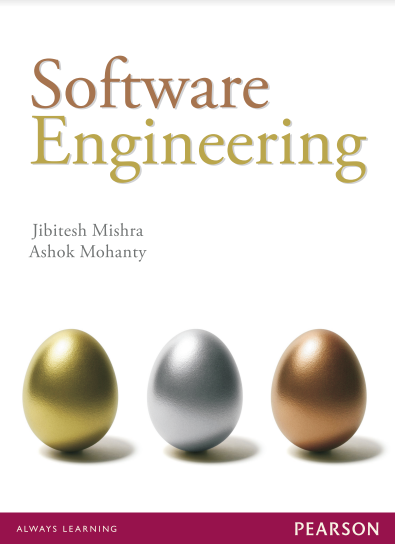 Software
Engineering
Jibitesh Mishra
Ashok Mohanty
ALWAYS LEARNING
PEARSON